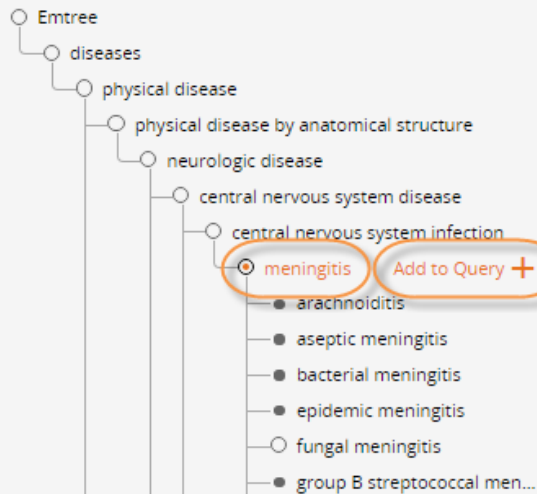 Emtree
diseases
physical disease
physical disease by anatomical structure
neurologic disease
central nervous system disease
central nervous system infection
meningitis Add to Query +
arachnoiditis
aseptic meningitis
bacterial meningitis
epidemic meningitis
fungal meningitis
group B streptococcal men...